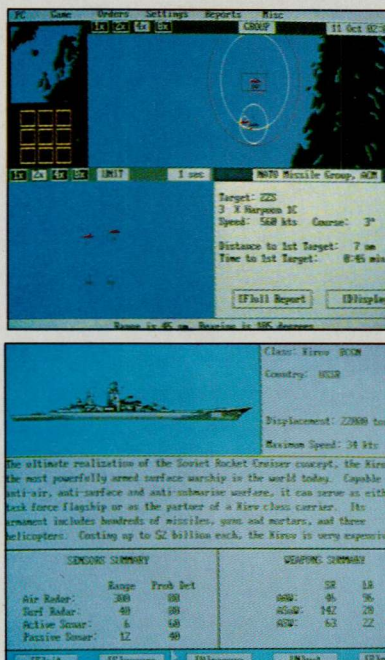 PC Game Orders Settings Reports Misc
1x 2x 4x 8x GROUP 11 Oct 02:
1x 2x 4x 8x UNIT 1 sec NATO Missile Group, ACM
Target: ZZS
3 X Harpoon 1C
Speed: 560 kts Course: 3°
Distance to 1st Target: 7 nm
Time to 1st Target: 0:45 min
[F]ull Report [D]isplay
Range is 45 nm. Bearing is 185 degrees
Class: Kirov BCGN
Country: USSR
Displacement: 22000 to
Maximum Speed: 34 kts
The ultimate realization of the Soviet Rocket Cruiser concept, the Kirov
the most powerfully armed surface warship in the world today. Capable
anti-air, anti-surface and anti-submarine warfare, it can serve as eith
task force flagship or as the partner of a Kiev class carrier. Its
armament includes hundreds of missiles, guns and mortars, and three
helicopters. Costing up to $2 billion each, the Kirov is very expensiv
SENSORS SUMMARY WEAPONS SUMMARY
Range Prob Det SR LR
Air Radar: 300 80 AAW: 46 96
Surf Radar: 40 80 ASuW: 142 20
Active Sonar: 6 60 ASW: 63 22
Passive Sonar: 12 40